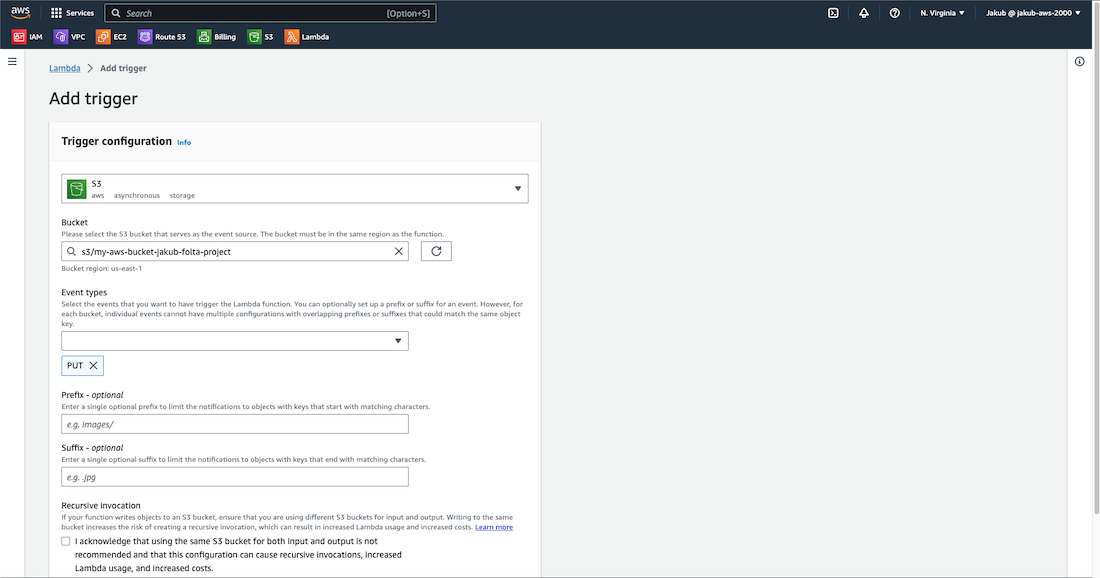 aws Services Search [Option+S] N. Virginia Jakub @ jakub-aws-2000
IAM VPC EC2 Route 53 Billing S3 Lambda
Lambda Add trigger
Add trigger
Trigger configuration Info
S3
aws asynchronous storage
Bucket
Please select the S3 bucket that serves as the event source. The bucket must be in the same region as the function.
s3/my-aws-bucket-jakub-folta-project
Bucket region: us-east-1
Event types
Select the events that you want to have trigger the Lambda function. You can optionally set up a prefix or suffix for an event. However, for
each bucket, individual events cannot have multiple configurations with overlapping prefixes or suffixes that could match the same object
key.
PUT
Prefix - optional
Enter a single optional prefix to limit the notifications to objects with keys that start with matching characters.
e.g. images/
Suffix - optional
Enter a single optional suffix to limit the notifications to objects with keys that end with matching characters.
e.g. .jpg
Recursive invocation
If your function writes objects to an S3 bucket, ensure that you are using different S3 buckets for input and output. Writing to the same
bucket increases the risk of creating a recursive invocation, which can result in increased Lambda usage and increased costs. Learn more
I acknowledge that using the same S3 bucket for both input and output is not
recommended and that this configuration can cause recursive invocations, increased
Lambda usage, and increased costs.